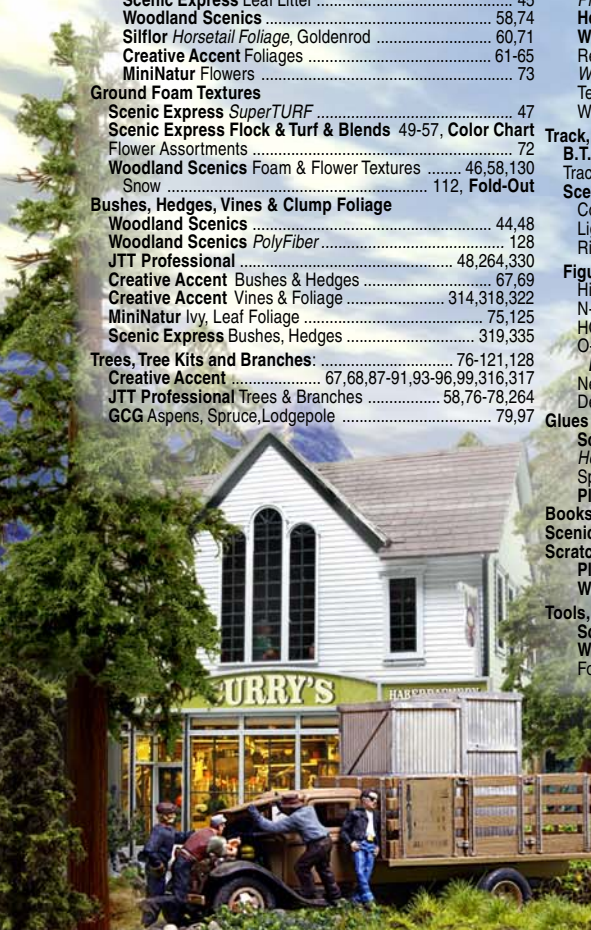 Scenic Express Leaf Litter .......... 45
Woodland Scenics .......... 58,74
Silflor Horsetail Foliage, Goldenrod .......... 60,71
Creative Accent Foliages .......... 61-65
MiniNatur Flowers .......... 73
Ground Foam Textures
Scenic Express SuperTURF .......... 47
Scenic Express Flock & Turf & Blends 49-57, Color Chart
Flower Assortments .......... 72
Woodland Scenics Foam & Flower Textures ........ 46,58,130
Snow .......... 112, Fold-Out
Bushes, Hedges, Vines & Clump Foliage
Woodland Scenics .......... 44,48
Woodland Scenics PolyFiber .......... 128
JTT Professional .......... 48,264,330
Creative Accent Bushes & Hedges .......... 67,69
Creative Accent Vines & Foliage .......... 314,318,322
MiniNatur Ivy, Leaf Foliage .......... 75,125
Scenic Express Bushes, Hedges .......... 319,335
Trees, Tree Kits and Branches: .......... 76-121,128
Creative Accent .......... 67,68,87-91,93-96,99,316,317
JTT Professional Trees & Branches .......... 58,76-78,264
GCG Aspens, Spruce,Lodgepole .......... 79,97
Track,
B.T.
Glues
Books
Tools,
CURRY'S
HABERDASHERY